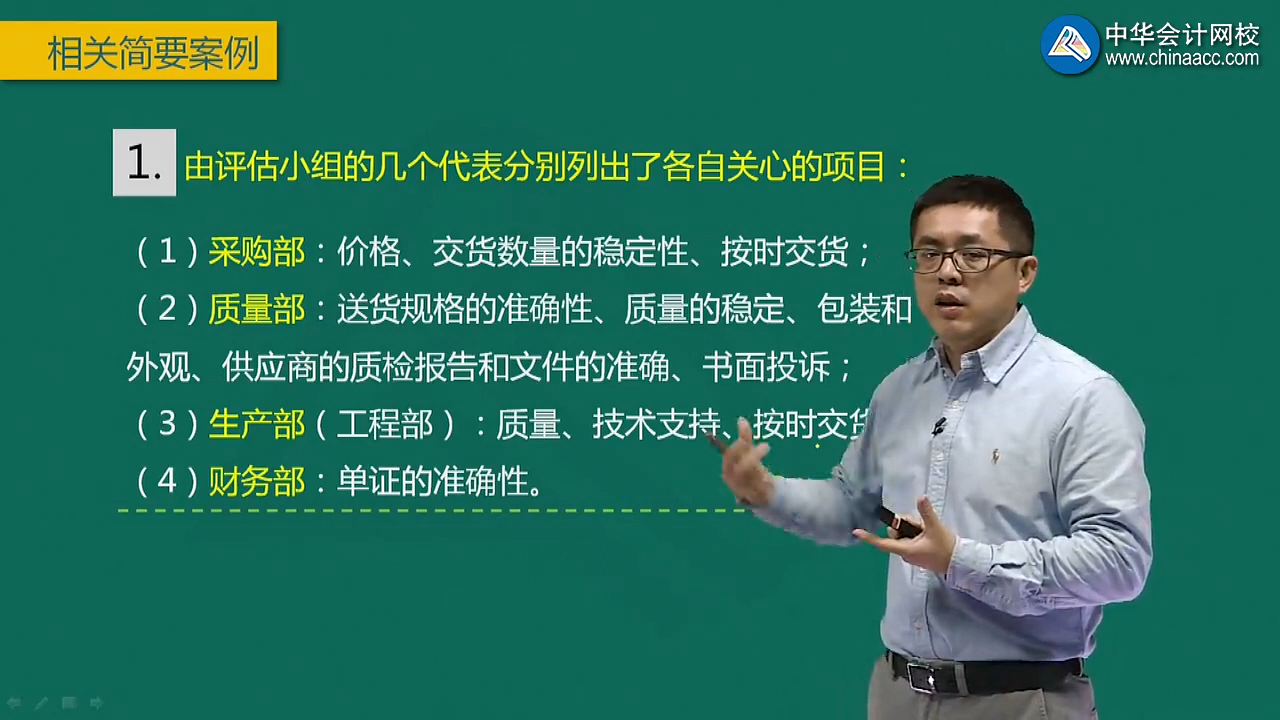 相关简要案例
中华会计网校
www.chinaacc.com
1. 由评估小组的几个代表分别列出了各自关心的项目：
（1）采购部：价格、交货数量的稳定性、按时交货；
（2）质量部：送货规格的准确性、质量的稳定、包装和
外观、供应商的质检报告和文件的准确、书面投诉；
（3）生产部（工程部）：质量、技术支持、按时交货
（4）财务部：单证的准确性。